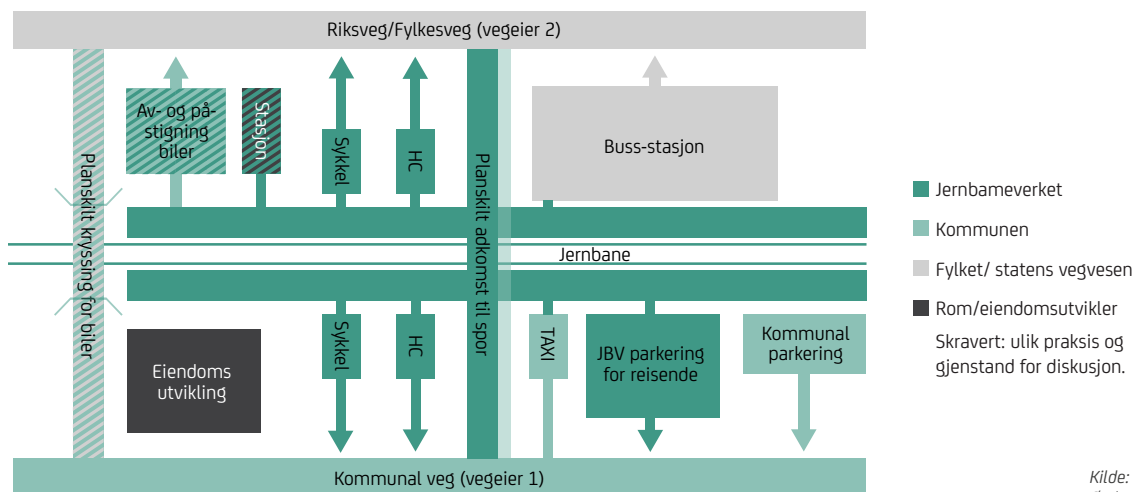 Riksveg/Fylkesveg (vegeier 2)
Av- og på-
stigning
biler
Stasjon
Sykkel
HC
Buss-stasjon
Planskilt kryssing for biler
Planskilt adkomst til spor
Jernbane
Eiendoms
utvikling
Sykkel
HC
TAXI
JBV parkering
for reisende
Kommunal
parkering
Kommunal veg (vegeier 1)
Jernbameverket
Kommunen
Fylket/ statens vegvesen
Rom/eiendomsutvikler
Skravert: ulik praksis og
gjenstand for diskusjon.
Kilde: